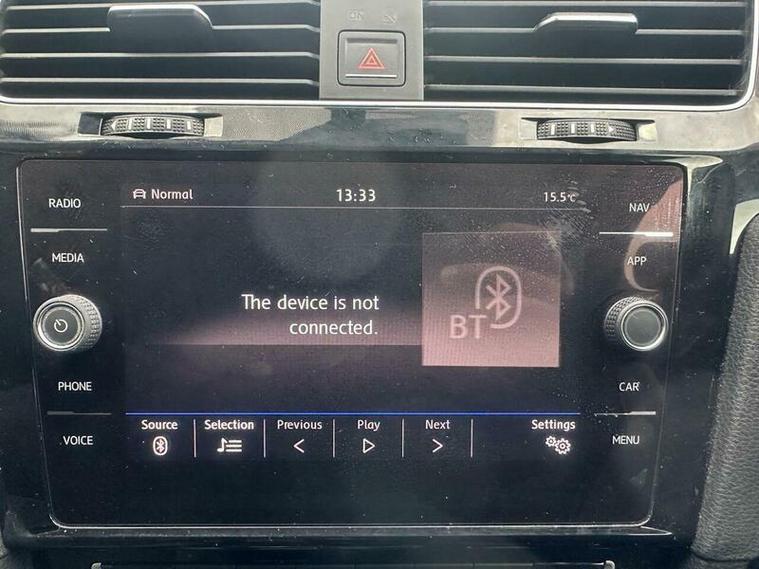 RADIO
MEDIA
PHONE
VOICE
Normal
13:33
15.5°C
The device is not
connected.
BT
Source
Selection
Previous
Play
Next
Settings
NAV
APP
CAR
MENU